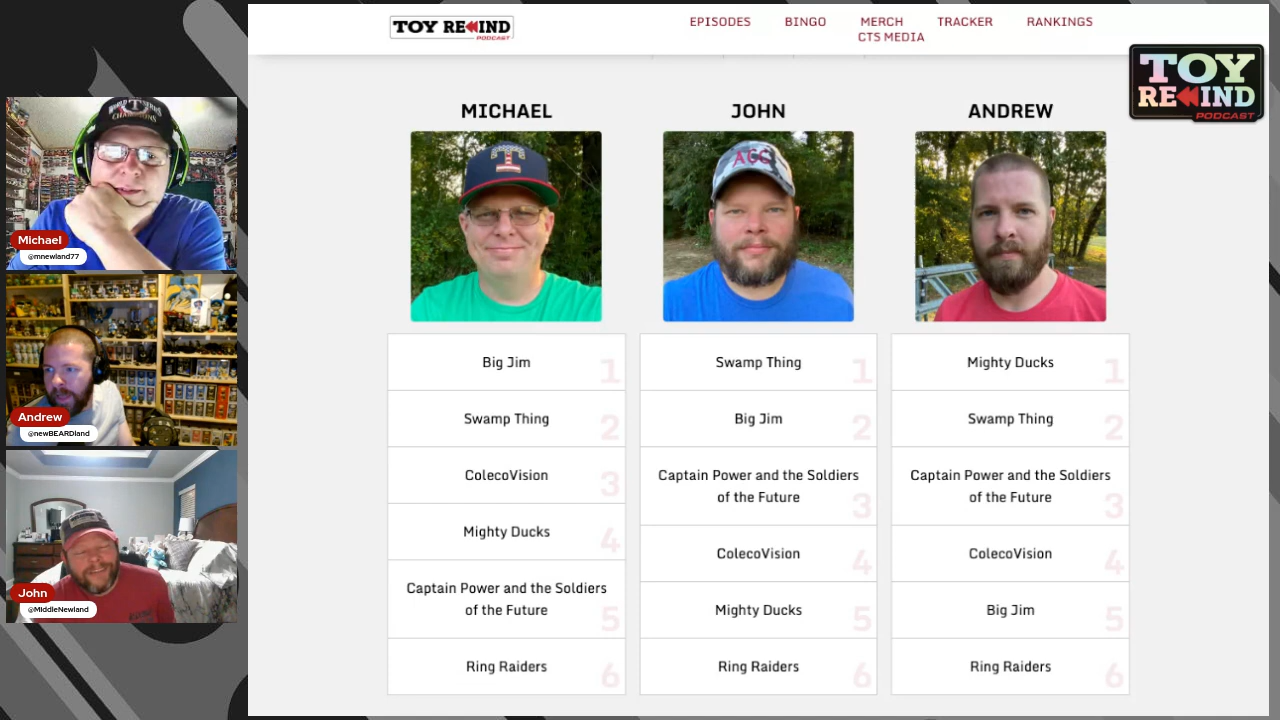 TOY REWIND
PODCAST
EPISODES
BINGO
MERCH
TRACKER
RANKINGS
CTS MEDIA
TOY
REWIND
PODCAST
Michael
@mnewland77
Andrew
@newBEARDland
John
@MiddleNewland
MICHAEL
Big Jim
1
Swamp Thing
2
ColecoVision
3
Mighty Ducks
4
Captain Power and the Soldiers
of the Future
5
Ring Raiders
6
JOHN
Swamp Thing
1
Big Jim
2
Captain Power and the Soldiers
of the Future
3
ColecoVision
4
Mighty Ducks
5
Ring Raiders
6
ANDREW
Mighty Ducks
1
Swamp Thing
2
Captain Power and the Soldiers
of the Future
3
ColecoVision
4
Big Jim
5
Ring Raiders
6